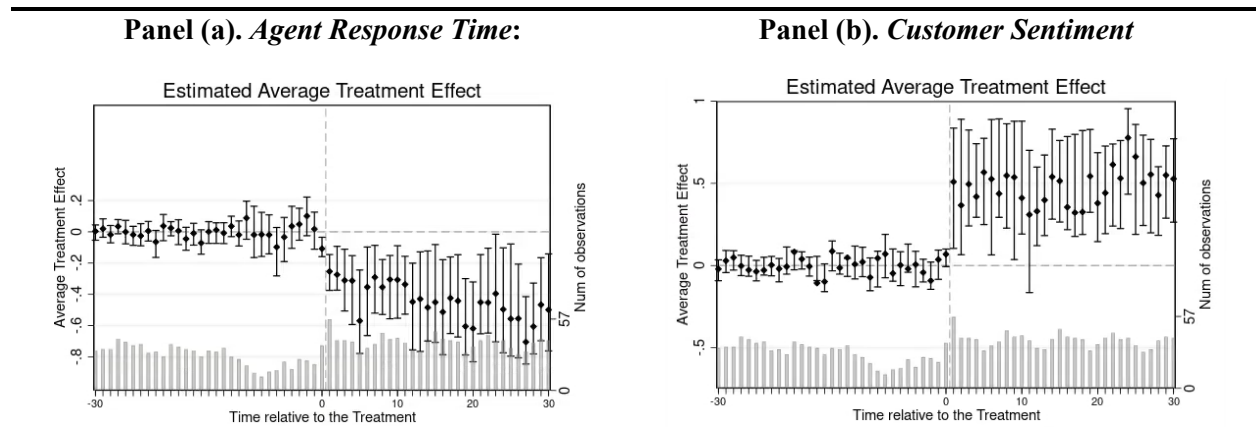 Panel (a). Agent Response Time:
Estimated Average Treatment Effect
Average Treatment Effect
.2
0
-.2
-.4
-.6
-.8
Num of observations
57
0
-30
0
10
20
30
Time relative to the Treatment
Panel (b). Customer Sentiment
Estimated Average Treatment Effect
Average Treatment Effect
1
.5
0
-.5
Num of observations
57
0
-30
0
10
20
30
Time relative to the Treatment